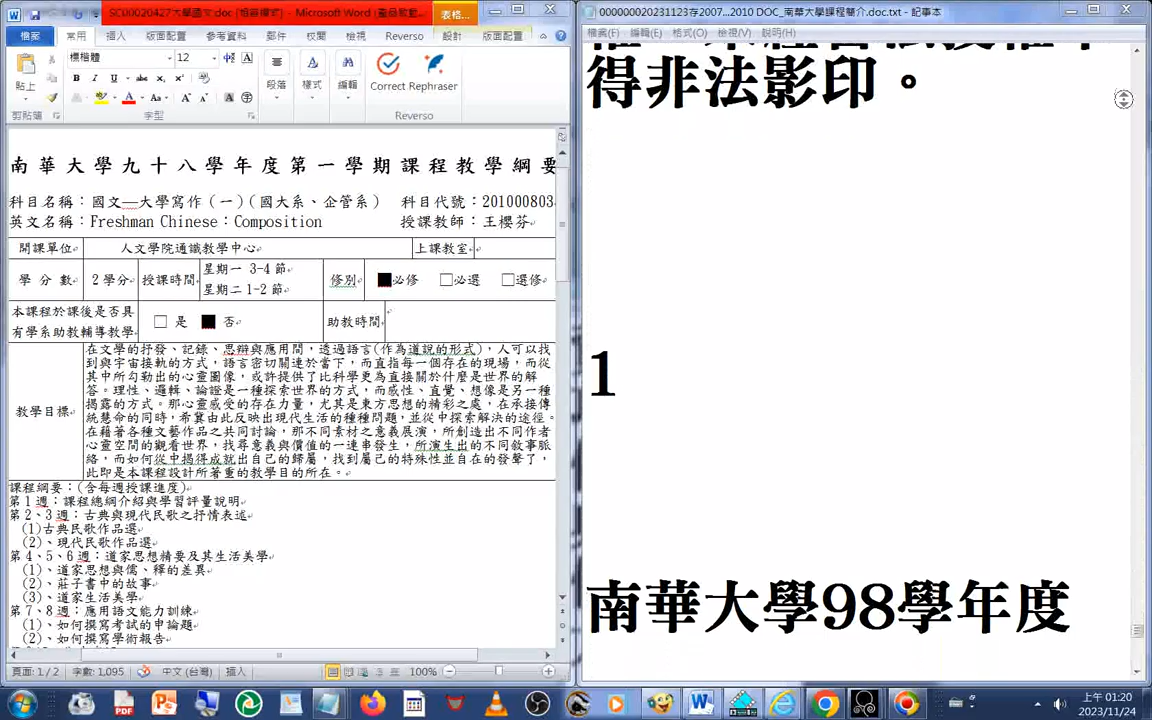 SC00020427大學國文.doc [相容模式] - Microsoft Word (產品啟動...
表格...
檔案 常用 插入 版面配置 參考資料 郵件 校閱 檢視 Reverso 設計 版面配置
標楷體 12
貼上
段落 樣式 編輯 Correct Rephraser
剪貼簿 字型 Reverso
南華大學九十八學年度第一學期課程教學綱要
科目名稱：國文—大學寫作（一）（國大系、企管系） 科目代號：201000803
英文名稱：Freshman Chinese：Composition 授課教師：王櫻芬
開課單位 人文學院通識教學中心 上課教室
學 分 數 2 學分 授課時間 星期一 3-4 節 星期二 1-2 節 修別 ■必修 □必選 □選修
本課程於課後是否具有學系助教輔導教學 □ 是 ■ 否 助教時間
教學目標
在文學的抒發、記錄、思辯與應用間，透過語言(作為道說的形式)，人可以找
到與宇宙接軌的方式，語言密切關連於當下，而直指每一個存在的現場，而從
其中所勾勒出的心靈圖像，或許提供了比科學更為直接關於什麼是世界的解
答。理性、邏輯、論證是一種探索世界的方式，而感性、直覺、想像是另一種
揭露的方式。那心靈感受的存在力量，尤其是東方思想的精彩之處，在承接傳
統慧命的同時，希冀由此反映出現代生活的種種問題，並從中探索解決的途徑。
在藉著各種文藝作品之共同討論，那不同素材之意義展演，所創造出不同作者
心靈空間的觀看世界，找尋意義與價值的一連串發生，所演生出的不同敘事脈
絡，而如何從中揭得成就出自己的歸屬，找到屬己的特殊性並自在的發聲了，
此即是本課程設計所著重的教學目的所在。
課程綱要：(含每週授課進度)
第 1 週：課程總綱介紹與學習評量說明
第 2、3 週：古典與現代民歌之抒情表述
(1)古典民歌作品選
(2)、現代民歌作品選
第 4、5、6 週：道家思想精要及其生活美學
(1)、道家思想與儒、釋的差異
(2)、莊子書中的故事
(3)、道家生活美學
第 7、8 週：應用語文能力訓練
(1)、如何撰寫考試的申論題
(2)、如何撰寫學術報告
頁面: 1 / 2 字數: 1,095 中文 (台灣) 插入 100%
000000020231123存2007...2010 DOC_南華大學課程簡介.doc.txt - 記事本
檔案(F) 編輯(E) 格式(O) 檢視(V) 說明(H)
得非法影印。
1
南華大學98學年度
上午 01:20
2023/11/24